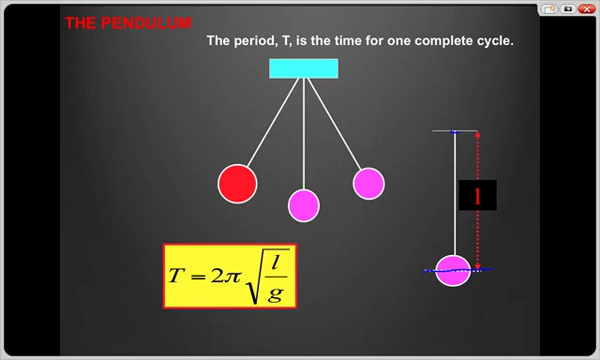 THE PENDULUM
The period, T, is the time for one complete cycle.
l
T = 2π√(l/g)